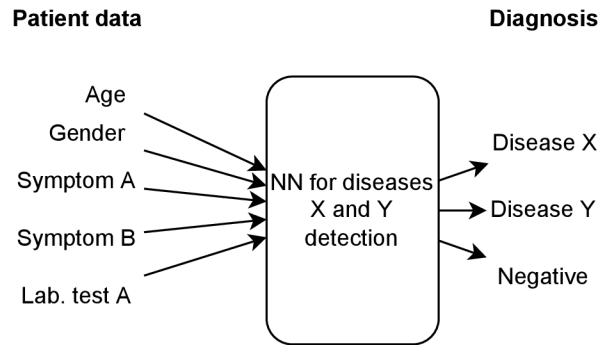 Patient data
Diagnosis
Age
Gender
Symptom A
Symptom B
Lab. test A
NN for diseases
X and Y
detection
Disease X
Disease Y
Negative